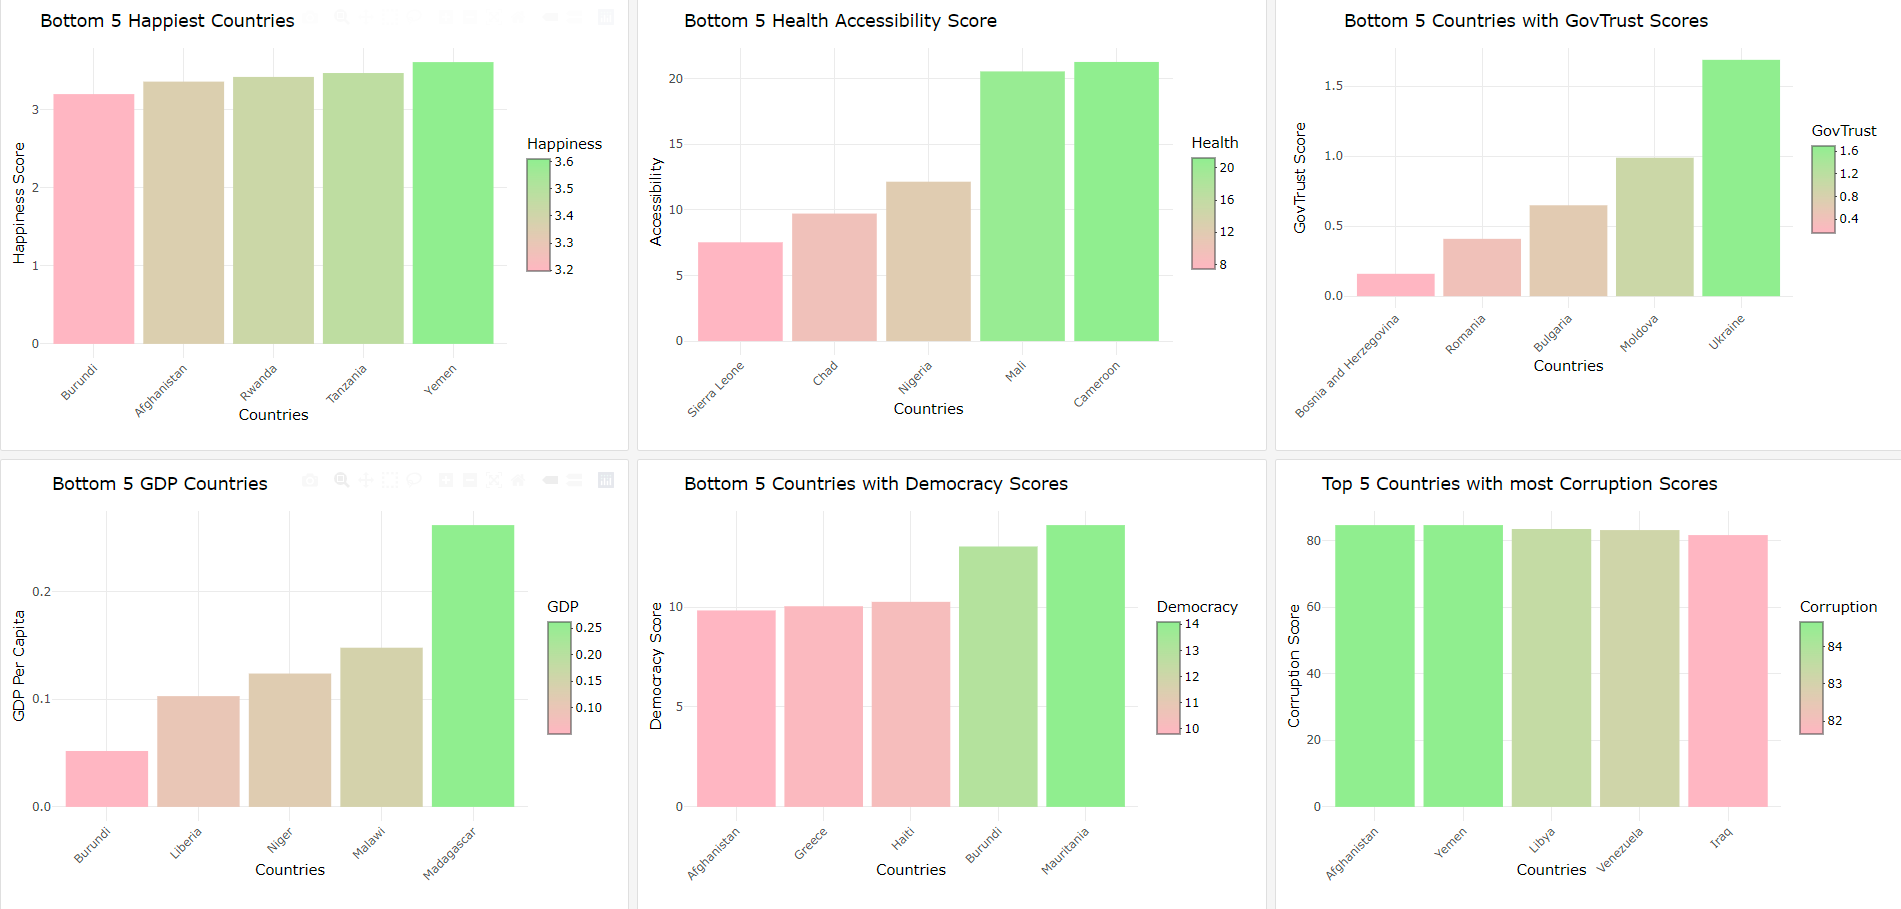 Bottom 5 Happiest Countries
Happiness Score
3
2
1
0
Burundi
Afghanistan
Rwanda
Tanzania
Yemen
Countries
Happiness
3.6
3.5
3.4
3.3
3.2
Bottom 5 Health Accessibility Score
Accessibility
20
15
10
5
0
Sierra Leone
Chad
Nigeria
Mali
Cameroon
Countries
Health
20
16
12
8
Bottom 5 Countries with GovTrust Scores
GovTrust Score
1.5
1.0
0.5
0.0
Bosnia and Herzegovina
Romania
Bulgaria
Moldova
Ukraine
Countries
GovTrust
1.6
1.2
0.8
0.4
Bottom 5 GDP Countries
GDP Per Capita
0.2
0.1
0.0
Burundi
Liberia
Niger
Malawi
Madagascar
Countries
GDP
0.25
0.20
0.15
0.10
Bottom 5 Countries with Democracy Scores
Democracy Score
10
5
0
Afghanistan
Greece
Haiti
Burundi
Mauritania
Countries
Democracy
14
13
12
11
10
Top 5 Countries with most Corruption Scores
Corruption Score
80
60
40
20
0
Afghanistan
Yemen
Libya
Venezuela
Iraq
Countries
Corruption
84
83
82